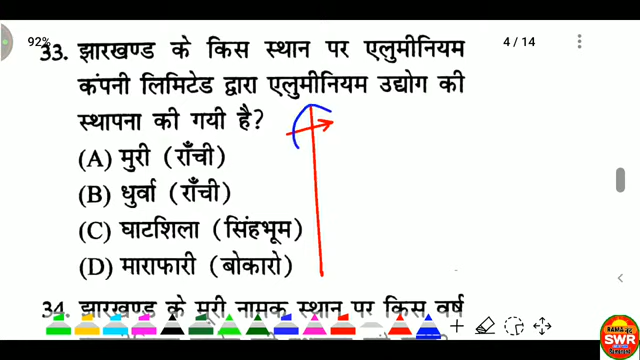 92%
4 / 14
33. झारखण्ड के किस स्थान पर एलुमीनियम
कंपनी लिमिटेड द्वारा एलुमीनियम उद्योग की
स्थापना की गयी है?
(A) मुरी (राँची)
(B) धुर्वा (राँची)
(C) घाटशिला (सिंहभूम)
(D) माराफारी (बोकारो)
34. झारखण्ड के मूरी नामक स्थान पर किस वर्ष
SWR